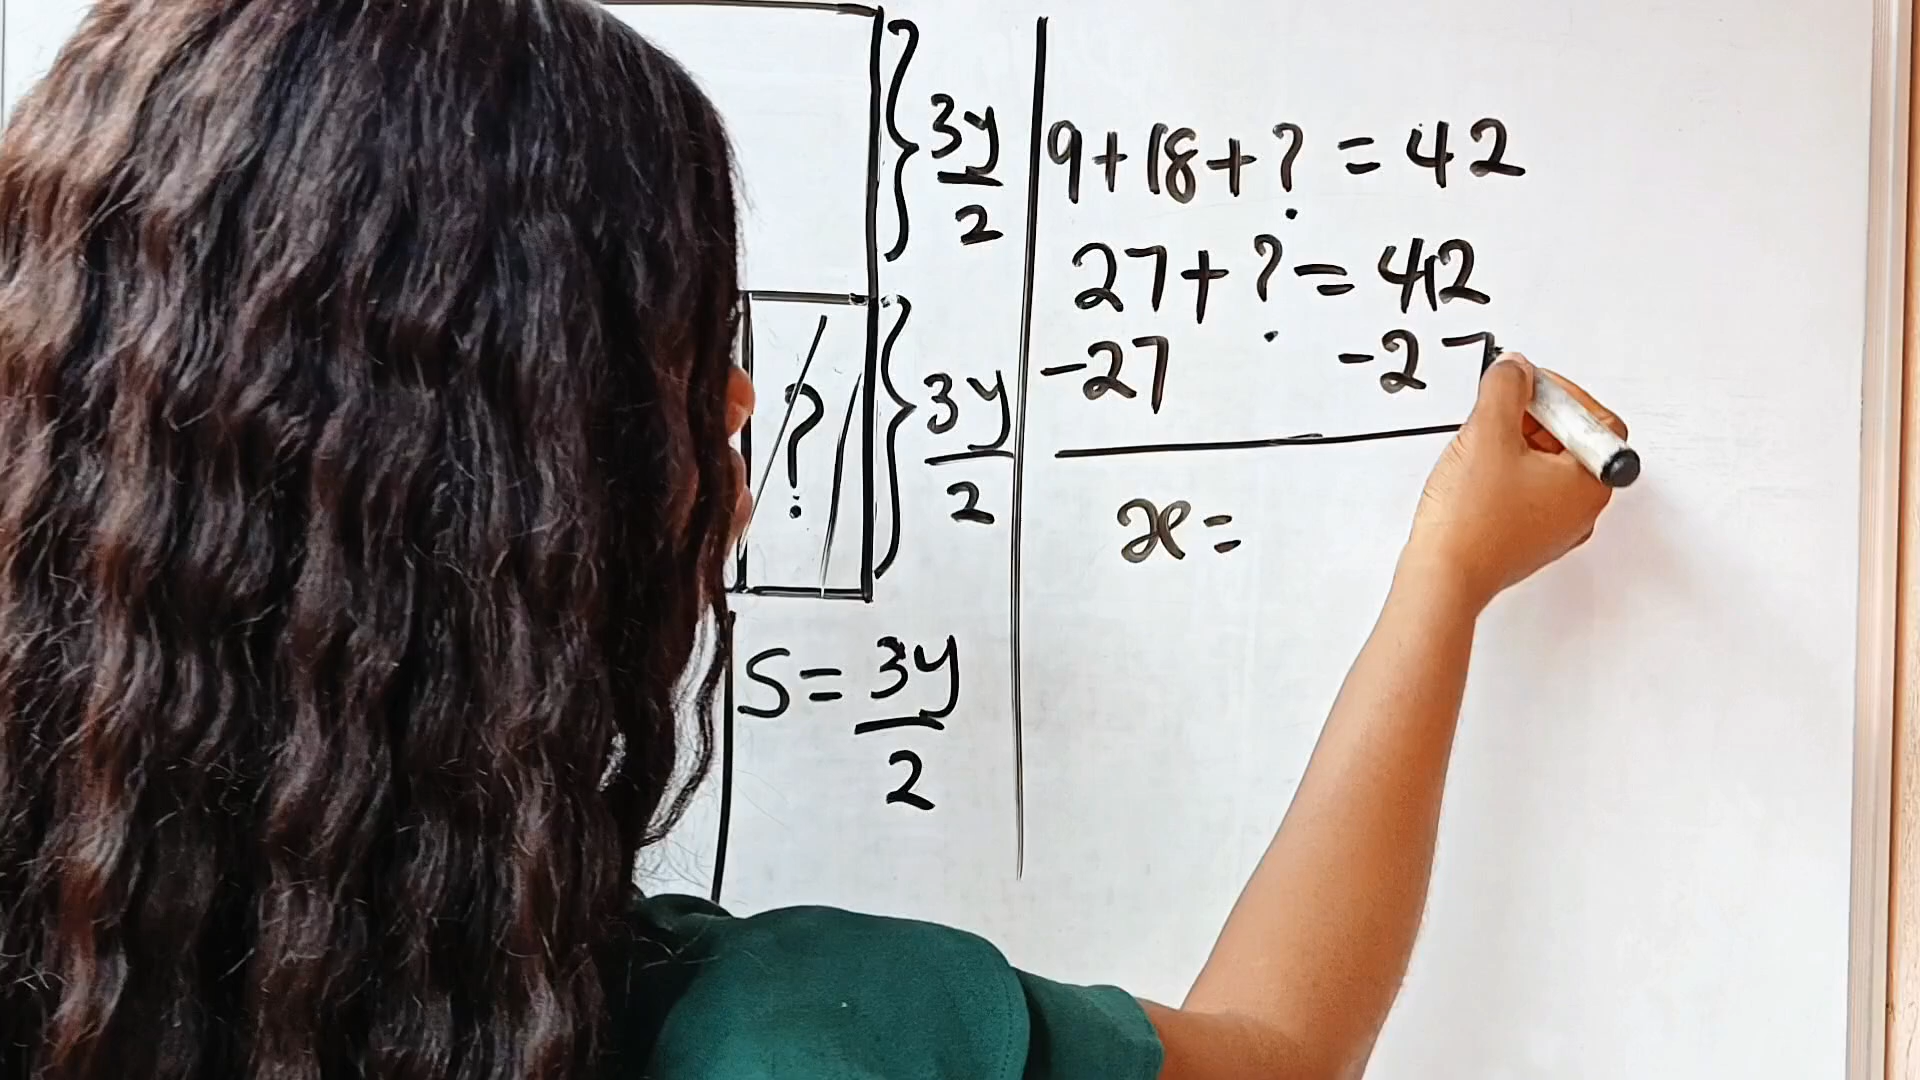 3y
2
?
3y
2
S = 3y
2
9+18+? = 42
27+?=42
-27 -27
x=